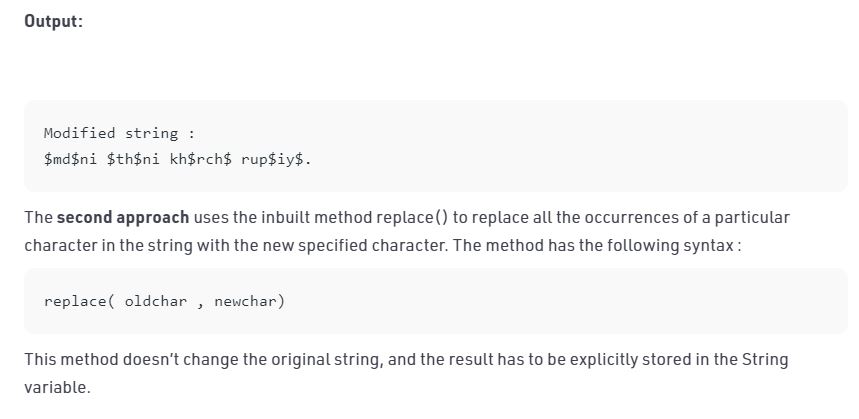 Output:
Modified string :
$md$ni $th$ni kh$rch$ rup$iy$.
The second approach uses the inbuilt method replace() to replace all the occurrences of a particular
character in the string with the new specified character. The method has the following syntax :
replace( oldchar , newchar)
This method doesn’t change the original string, and the result has to be explicitly stored in the String
variable.